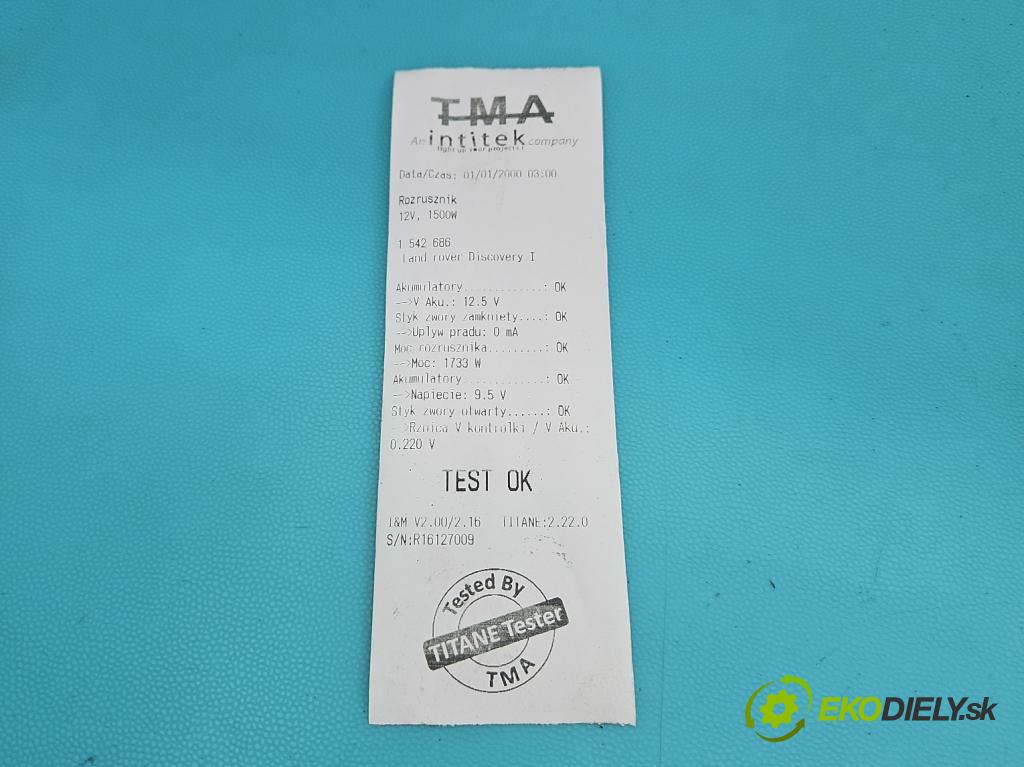 TMA
An intitek company
light up your projects !
Data/Czas: 01/01/2000 03:00
Rozrusznik
12V, 1500W
1 542 686
Land rover Discovery I
Akumulatory............: OK
-->V Aku.: 12.5 V
Styk zwory zamkniety....: OK
-->Uplyw pradu: 0 mA
Moc rozrusznika.........: OK
-->Moc: 1733 W
Akumulatory............: OK
-->Napiecie: 9.5 V
Styk zwory otwarty......: OK
-->Rznica V kontrolki / V Aku.:
0.220 V
TEST OK
T&M V2.00/2.16 TITANE:2.22.0
S/N:R16127009
Tested By
TITANE Tester
TMA
EKODIELY.sk